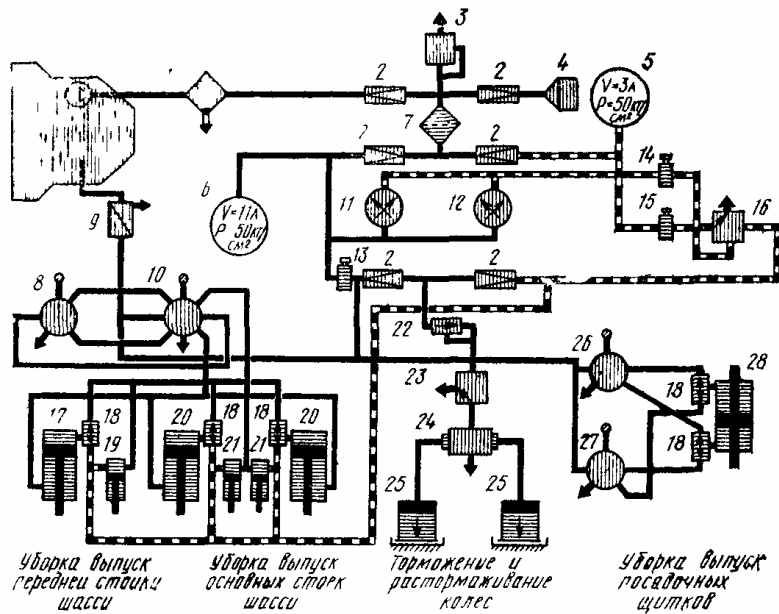 3
1
2
2
4
5
V=3л
P=50кг/
см²
7
2
2
14
6
V=11л
P 50кг/
см²
11
12
15
16
9
13
2
2
8
10
22
26
28
23
18
17
18
20
18
18
20
24
27
18
19
21
21
25
25
Уборка выпуск
передней стойки
шасси
Уборка выпуск
основных стоек
шасси
Торможение и
растормаживание
колес
Уборка выпуск
посадочных
щитков